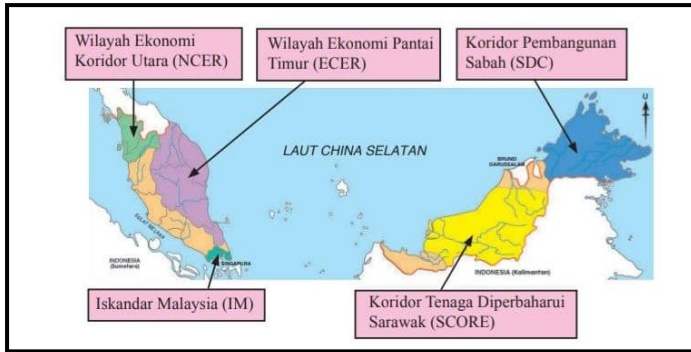 Wilayah Ekonomi
Koridor Utara (NCER)
Wilayah Ekonomi Pantai
Timur (ECER)
Koridor Pembangunan
Sabah (SDC)
U
LAUT CHINA SELATAN
BRUNEI
DARUSSALAM
SELAT MELAKA
INDONESIA
(Sumatera)
SINGAPURA
INDONESIA (Kalimantan)
Iskandar Malaysia (IM)
Koridor Tenaga Diperbaharui
Sarawak (SCORE)